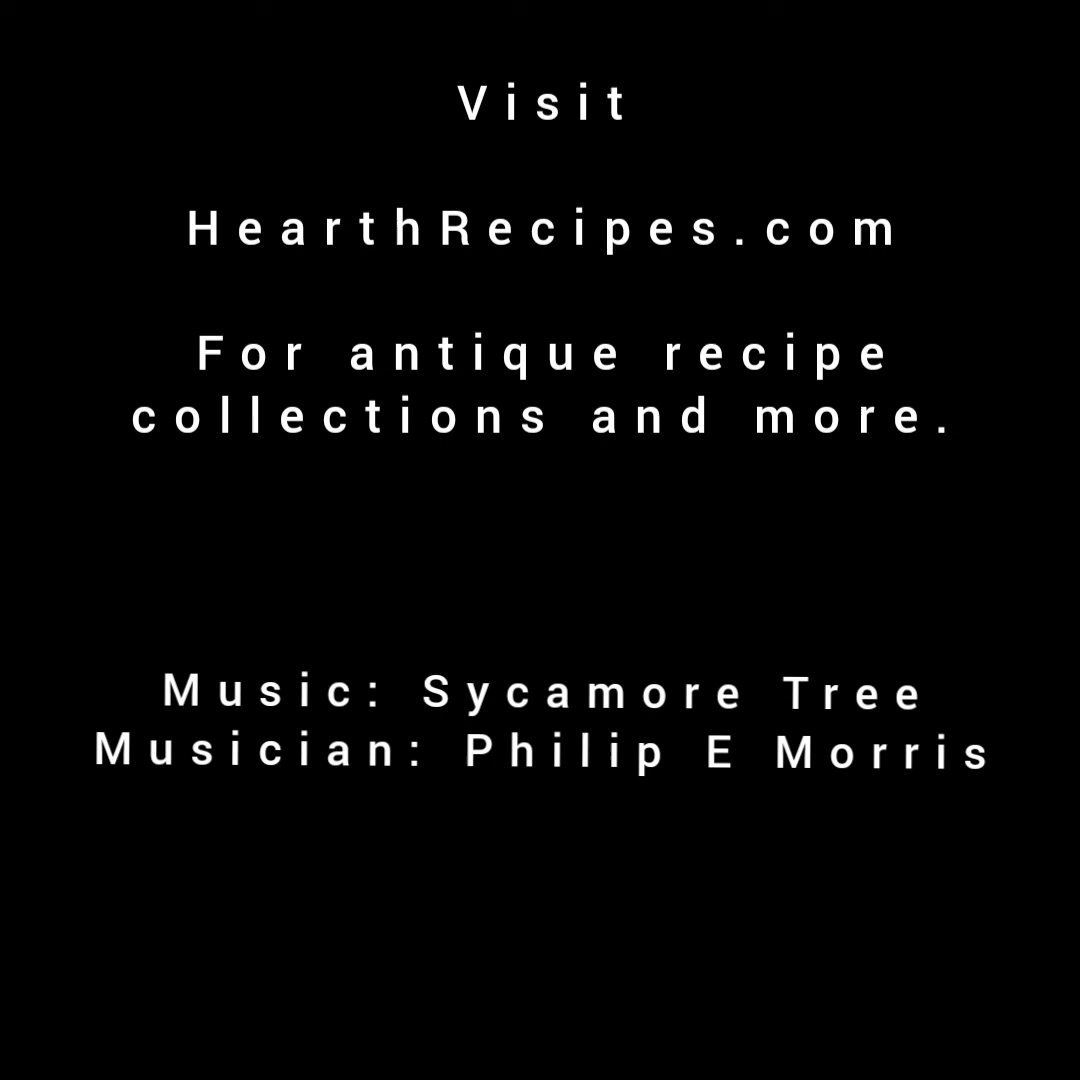 Visit
HearthRecipes.com
For antique recipe
collections and more.
Music: Sycamore Tree
Musician: Philip E Morris